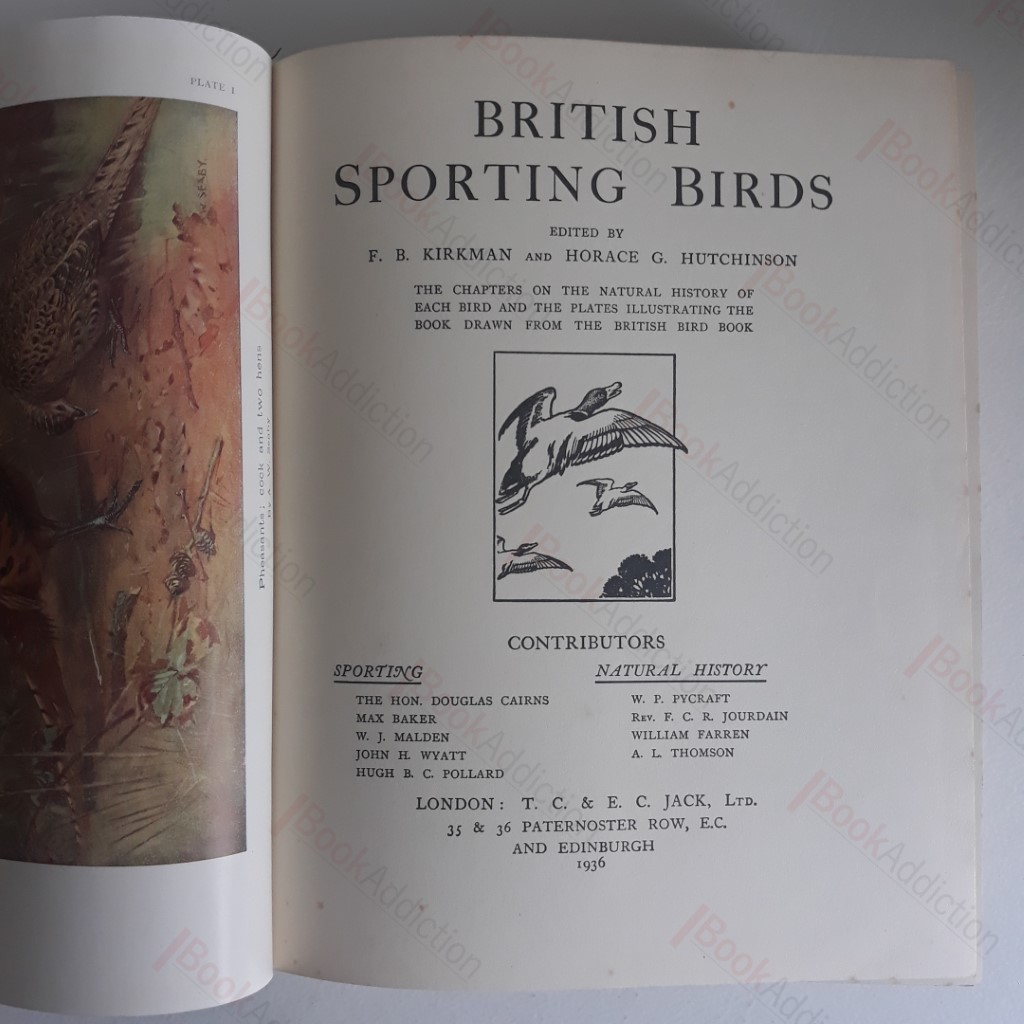 PLATE I
A. W. SEABY.
Pheasants; cock and two hens
By A. W. Seaby
BRITISH
SPORTING BIRDS
EDITED BY
F. B. KIRKMAN AND HORACE G. HUTCHINSON
THE CHAPTERS ON THE NATURAL HISTORY OF
EACH BIRD AND THE PLATES ILLUSTRATING THE
BOOK DRAWN FROM THE BRITISH BIRD BOOK
CONTRIBUTORS
SPORTING
THE HON. DOUGLAS CAIRNS
MAX BAKER
W. J. MALDEN
JOHN H. WYATT
HUGH B. C. POLLARD
NATURAL HISTORY
W. P. PYCRAFT
REV. F. C. R. JOURDAIN
WILLIAM FARREN
A. L. THOMSON
LONDON: T. C. & E. C. JACK, LTD.
35 & 36 PATERNOSTER ROW, E.C.
AND EDINBURGH
1936
BookAddiction